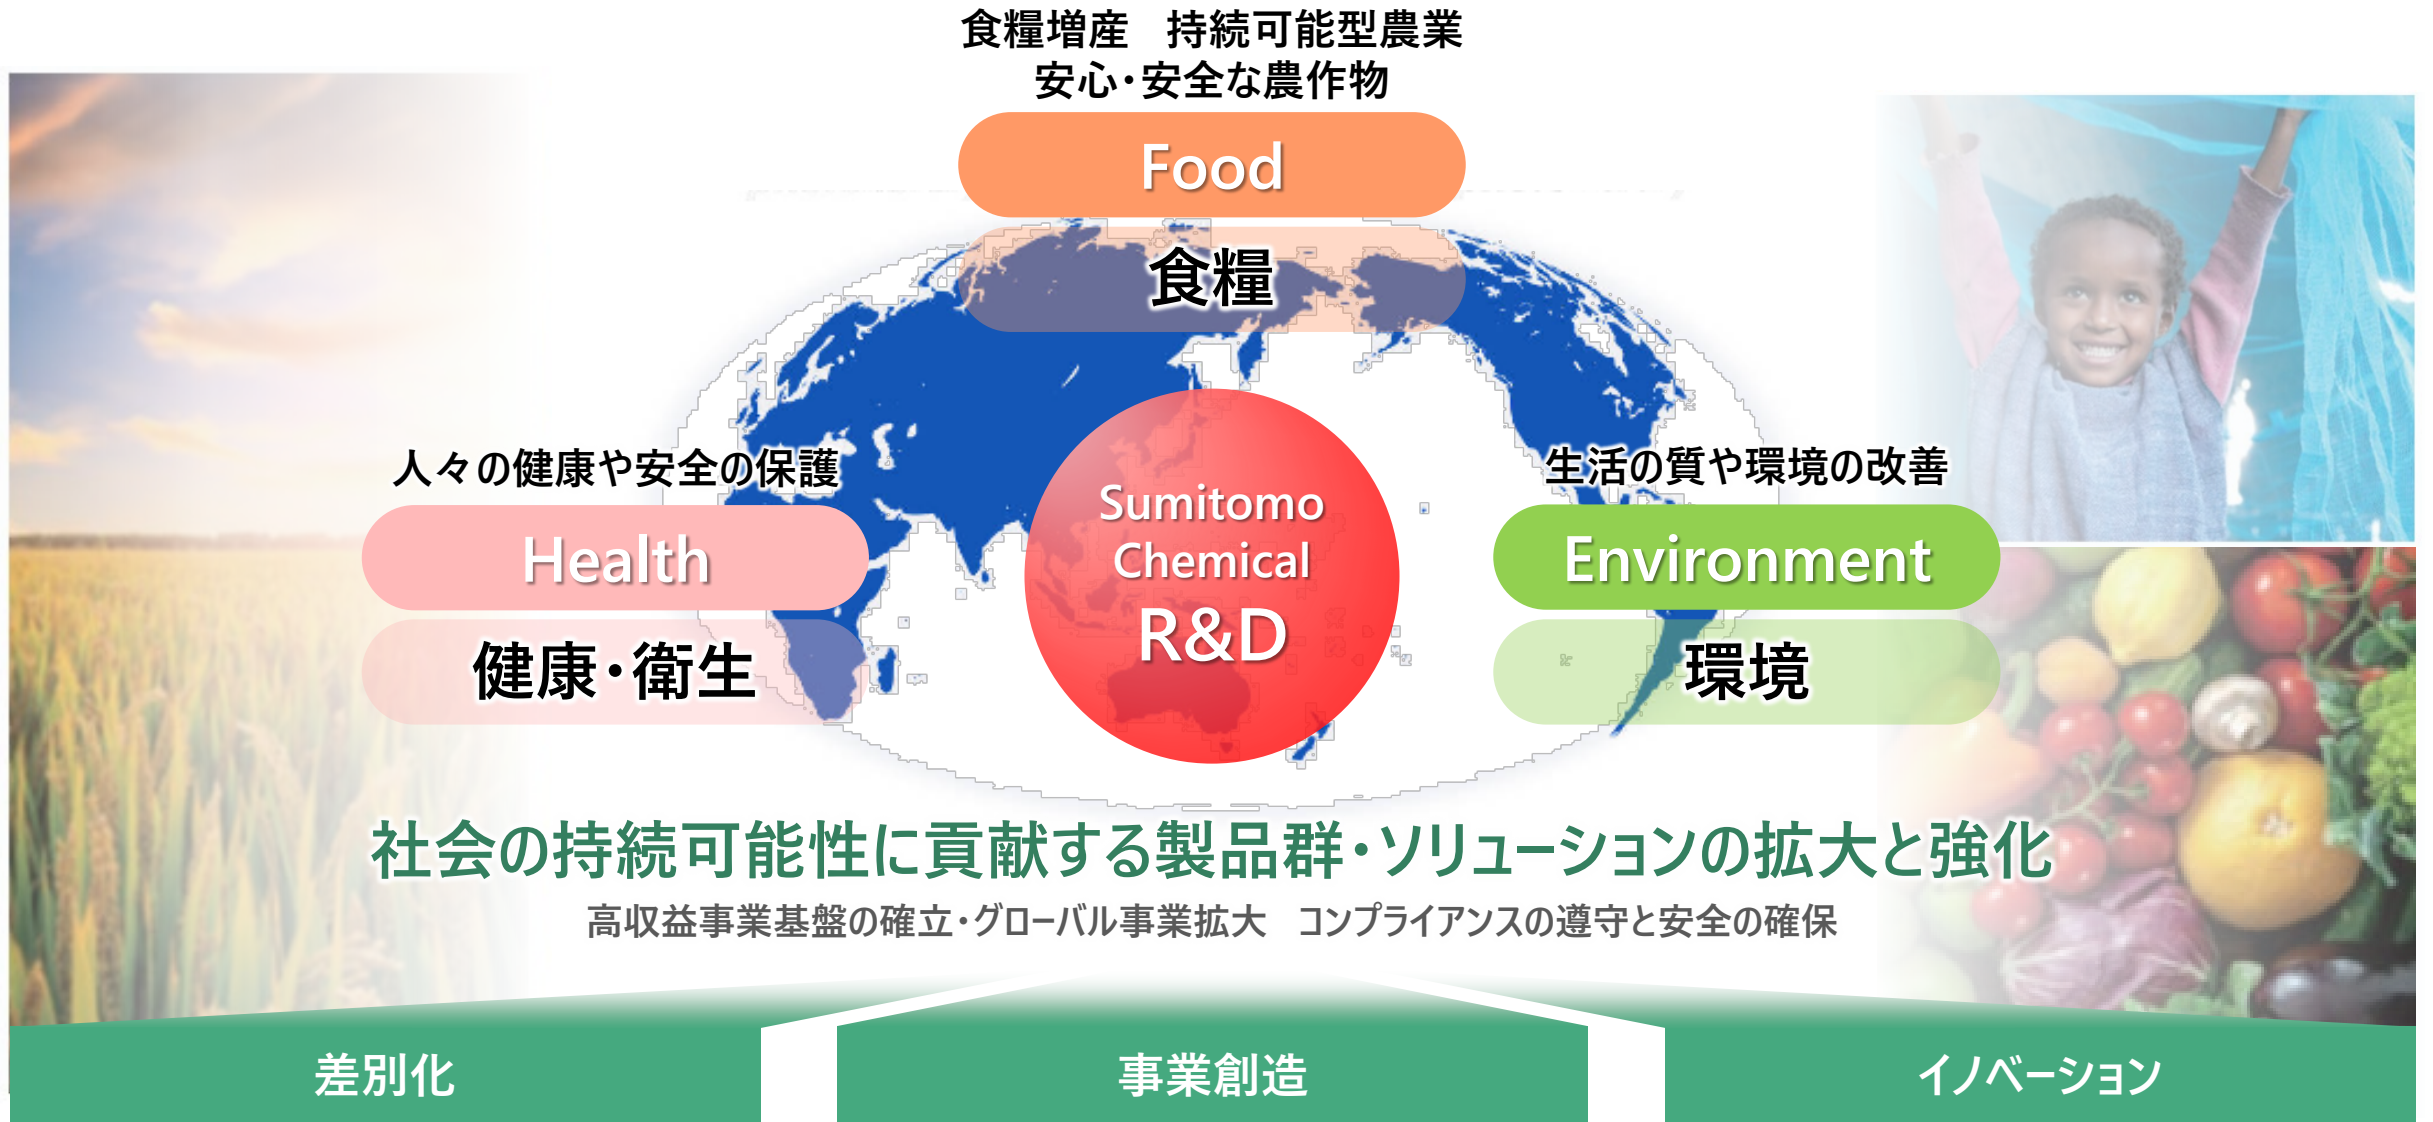 食糧増産　持続可能型農業
安心・安全な農作物
Food
食糧
人々の健康や安全の保護
Health
健康・衛生
Sumitomo
Chemical
R&D
生活の質や環境の改善
Environment
環境
社会の持続可能性に貢献する製品群・ソリューションの拡大と強化
高収益事業基盤の確立・グローバル事業拡大　コンプライアンスの遵守と安全の確保
差別化
事業創造
イノベーション